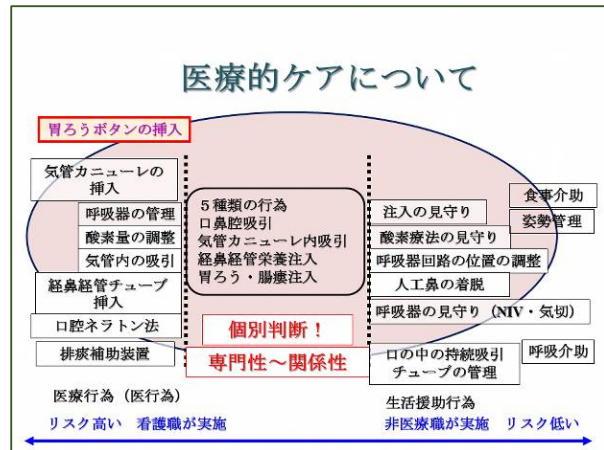 医療的ケアについて
胃ろうボタンの挿入
気管カニューレの
挿入
呼吸器の管理
酸素量の調整
気管内の吸引
経鼻経管チューブ
挿入
口腔ネラトン法
排痰補助装置
5種類の行為
口鼻腔吸引
気管カニューレ内吸引
経鼻経管栄養注入
胃ろう・腸瘻注入
個別判断!
専門性～関係性
注入の見守り
酸素療法の見守り
呼吸器回路の位置の調整
人工鼻の着脱
呼吸器の見守り(NIV・気切)
口の中の持続吸引
チューブの管理
食事介助
姿勢管理
呼吸介助
医療行為(医行為)
リスク高い 看護職が実施
生活援助行為
非医療職が実施 リスク低い